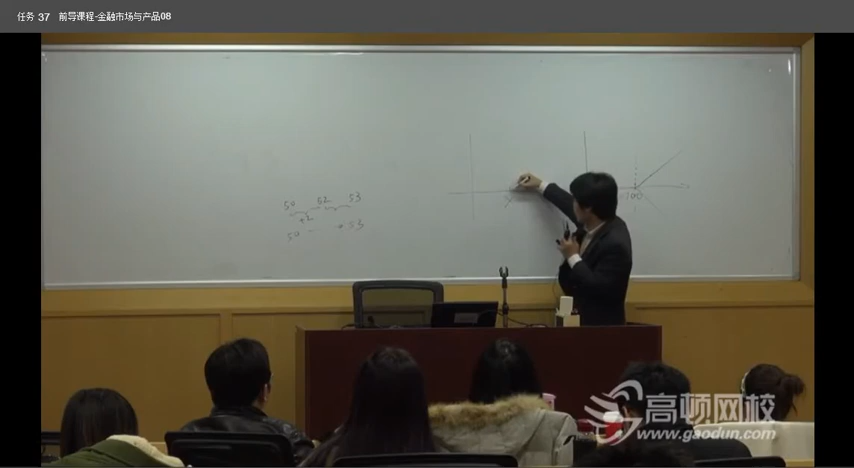 任务 37 前导课程-金融市场与产品08
50 52 53
+2
50 → 53
100
高顿网校
www.gaodun.com